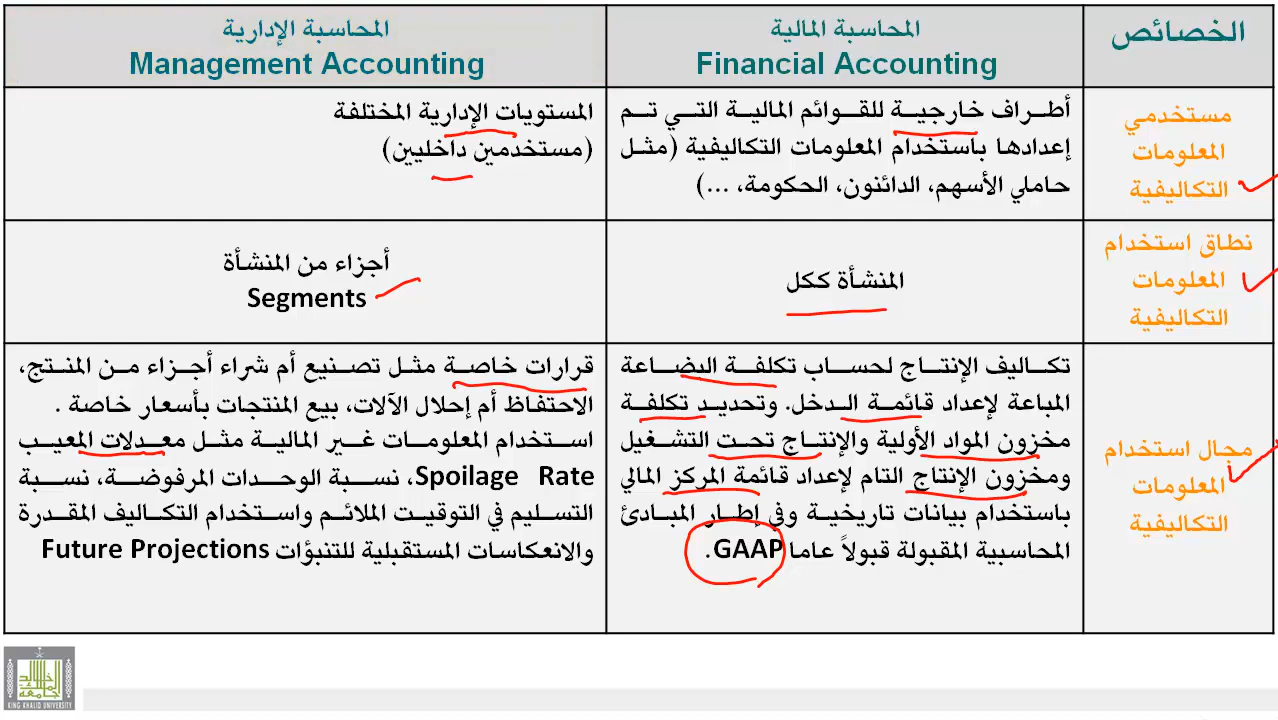 الخصائص
المحاسبة المالية
Financial Accounting
المحاسبة الإدارية
Management Accounting
مستخدمي
المعلومات
التكاليفية
أطراف خارجية للقوائم المالية التي تم
إعدادها باستخدام المعلومات التكاليفية (مثل
حاملي الأسهم، الدائنون، الحكومة، ...)
المستويات الإدارية المختلفة
(مستخدمين داخليين)
نطاق استخدام
المعلومات
التكاليفية
المنشأة ككل
أجزاء من المنشأة
Segments
مجال استخدام
المعلومات
التكاليفية
تكاليف الإنتاج لحساب تكلفة البضاعة
المباعة لإعداد قائمة الدخل. وتحديد تكلفة
مخزون المواد الأولية والإنتاج تحت التشغيل
ومخزون الإنتاج التام لإعداد قائمة المركز المالي
باستخدام بيانات تاريخية وفي إطار المبادئ
المحاسبية المقبولة قبولاً عاما GAAP.
قرارات خاصة مثل تصنيع أم شراء أجزاء من المنتج،
الاحتفاظ أم إحلال الآلات، بيع المنتجات بأسعار خاصة .
استخدام المعلومات غير المالية مثل معدلات المعيب
Spoilage Rate، نسبة الوحدات المرفوضة، نسبة
التسليم في التوقيت الملائم واستخدام التكاليف المقدرة
والانعكاسات المستقبلية للتنبؤات Future Projections
جامعة الملك خالد
KING KHALID UNIVERSITY